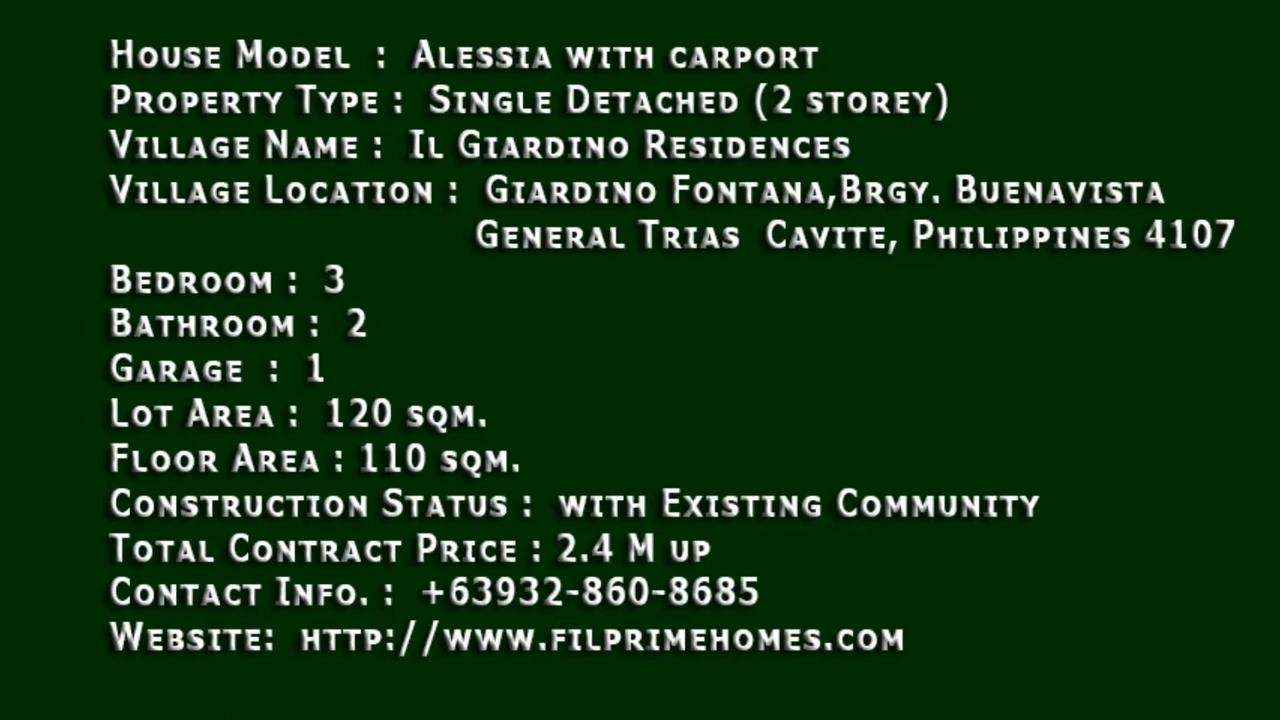 House Model : Alessia with carport
Property Type : Single Detached (2 storey)
Village Name : Il Giardino Residences
Village Location : Giardino Fontana,Brgy. Buenavista
General Trias Cavite, Philippines 4107
Bedroom : 3
Bathroom : 2
Garage : 1
Lot Area : 120 sqm.
Floor Area : 110 sqm.
Construction Status : with Existing Community
Total Contract Price : 2.4 M up
Contact Info. : +63932-860-8685
Website: http://www.filprimehomes.com